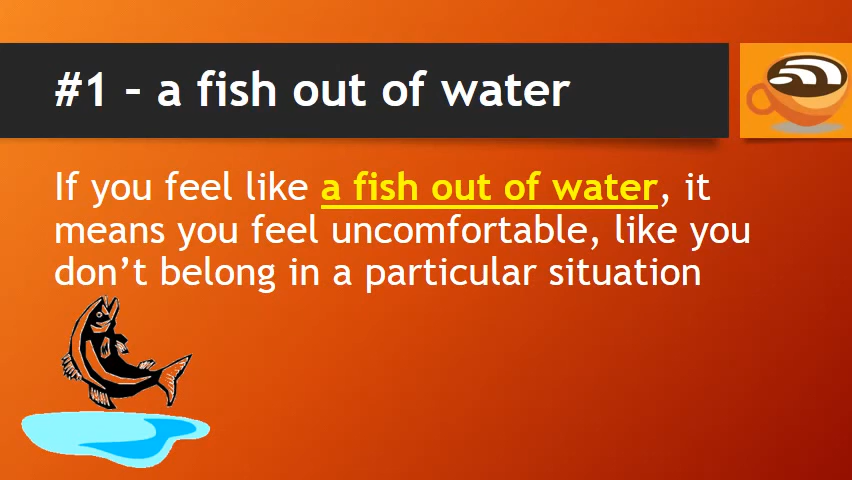 #1 – a fish out of water
If you feel like a fish out of water, it
means you feel uncomfortable, like you
don’t belong in a particular situation